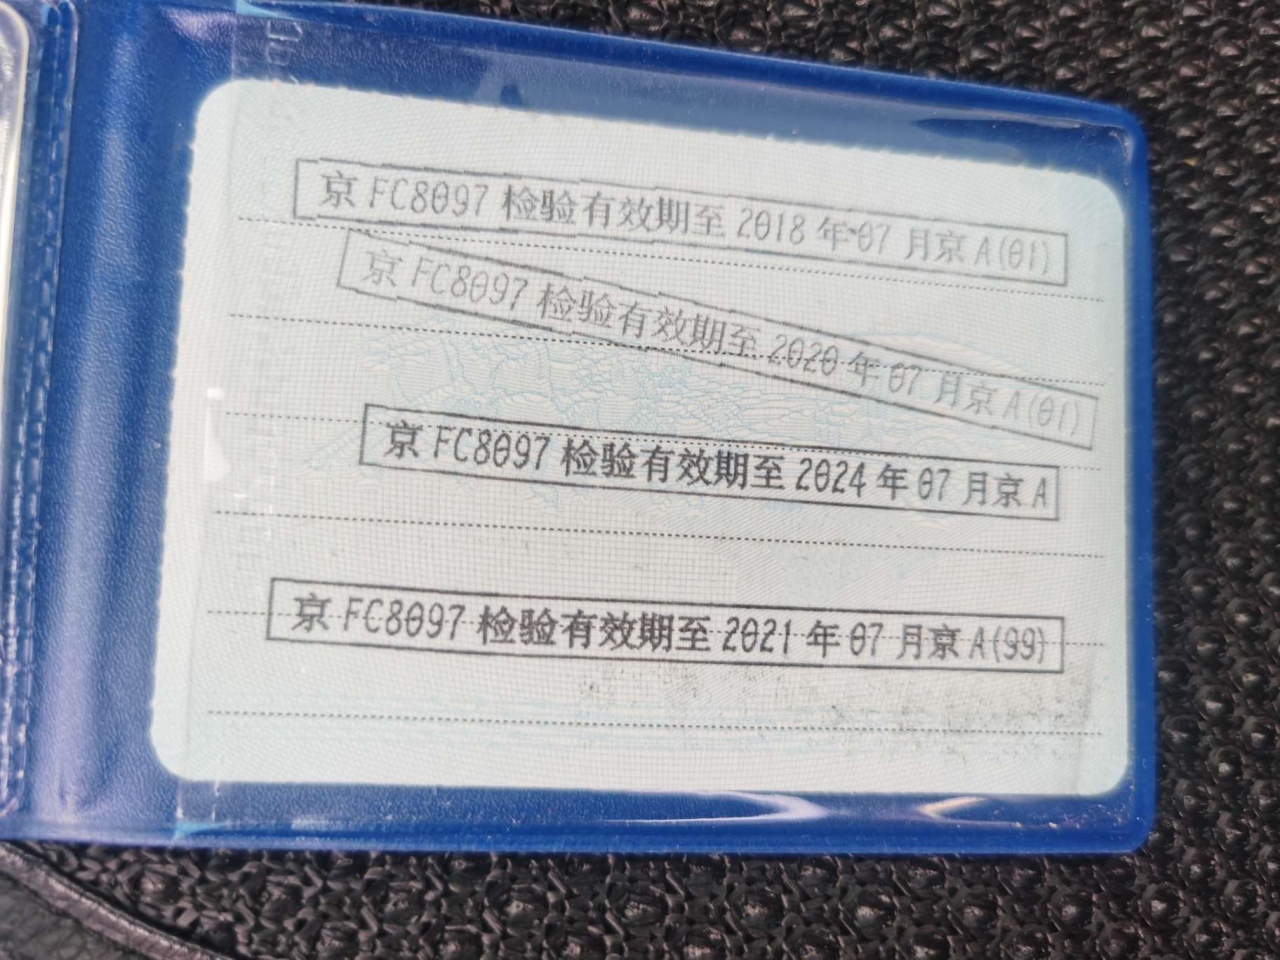 京 FC8097 检验有效期至 2018 年 07 月京 A(01)
京 FC8097 检验有效期至 2020 年 07 月京 A(01)
京 FC8097 检验有效期至 2024 年 07 月京 A
京 FC8097 检验有效期至 2021 年 07 月京 A(99)